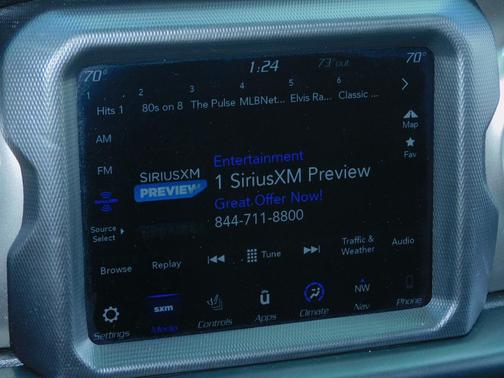 70°
1:24
73° out
70°
1 2 3 4 5 6
Hits 1 80s on 8 The Pulse MLBNet... Elvis Ra... Classic ...
AM
Map
FM
Fav
SIRIUSXM
PREVIEW
Entertainment
1 SiriusXM Preview
Great Offer Now!
844-711-8800
Source
Select
Browse
Replay
Tune
Traffic &
Weather
Audio
Settings
sxm
Media
Controls
ū
Apps
Climate
NW
Nav
Phone